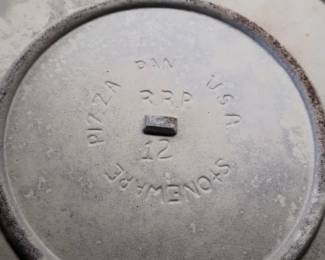 PIZZA PAN USA
RRP
12
STONEWARE